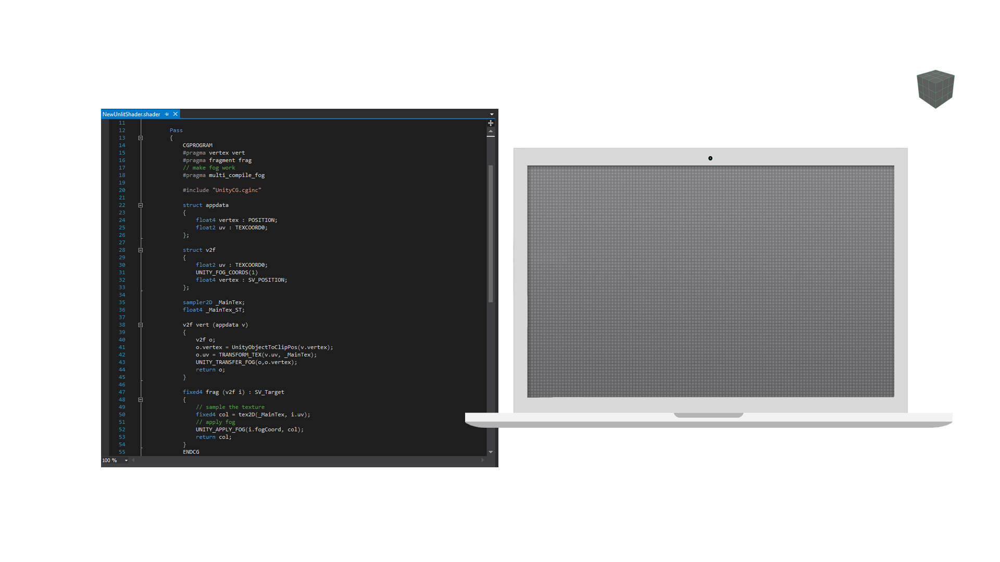 NewUnlitShader.shader
11
12 Pass
13 {
14 CGPROGRAM
15 #pragma vertex vert
16 #pragma fragment frag
17 // make fog work
18 #pragma multi_compile_fog
19
20 #include "UnityCG.cginc"
21
22 struct appdata
23 {
24 float4 vertex : POSITION;
25 float2 uv : TEXCOORD0;
26 };
27
28 struct v2f
29 {
30 float2 uv : TEXCOORD0;
31 UNITY_FOG_COORDS(1)
32 float4 vertex : SV_POSITION;
33 };
34
35 sampler2D _MainTex;
36 float4 _MainTex_ST;
37
38 v2f vert (appdata v)
39 {
40 v2f o;
41 o.vertex = UnityObjectToClipPos(v.vertex);
42 o.uv = TRANSFORM_TEX(v.uv, _MainTex);
43 UNITY_TRANSFER_FOG(o,o.vertex);
44 return o;
45 }
46
47 fixed4 frag (v2f i) : SV_Target
48 {
49 // sample the texture
50 fixed4 col = tex2D(_MainTex, i.uv);
51 // apply fog
52 UNITY_APPLY_FOG(i.fogCoord, col);
53 return col;
54 }
55 ENDCG
100 %